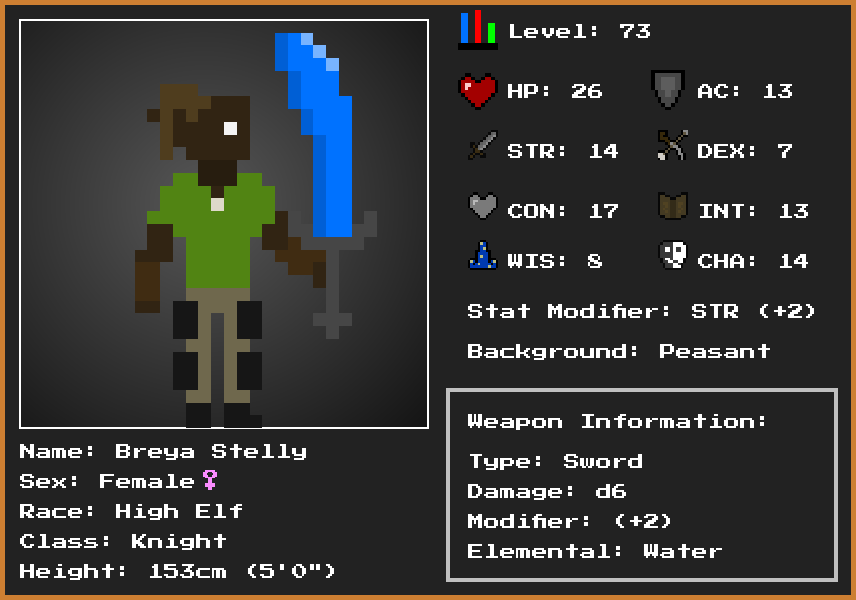 Level: 73
HP: 26
AC: 13
STR: 14
DEX: 7
CON: 17
INT: 13
WIS: 8
CHA: 14
Stat Modifier: STR (+2)
Background: Peasant
Weapon Information:
Type: Sword
Damage: d6
Modifier: (+2)
Elemental: Water
Name: Breya Stelly
Sex: Female♀
Race: High Elf
Class: Knight
Height: 153cm (5'0")